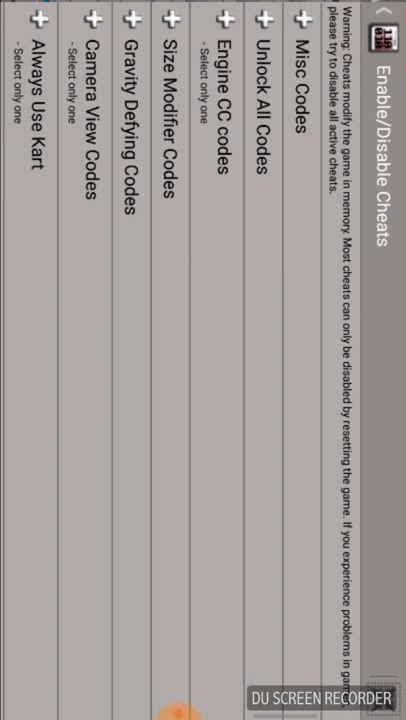 Enable/Disable Cheats
Warning: Cheats modify the game in memory. Most cheats can only be disabled by resetting the game. If you experience problems in game,
please try to disable all active cheats.
Misc Codes
Unlock All Codes
Engine CC codes
- Select only one
Size Modifier Codes
Gravity Defying Codes
Camera View Codes
- Select only one
Always Use Kart
- Select only one
DU SCREEN RECORDER